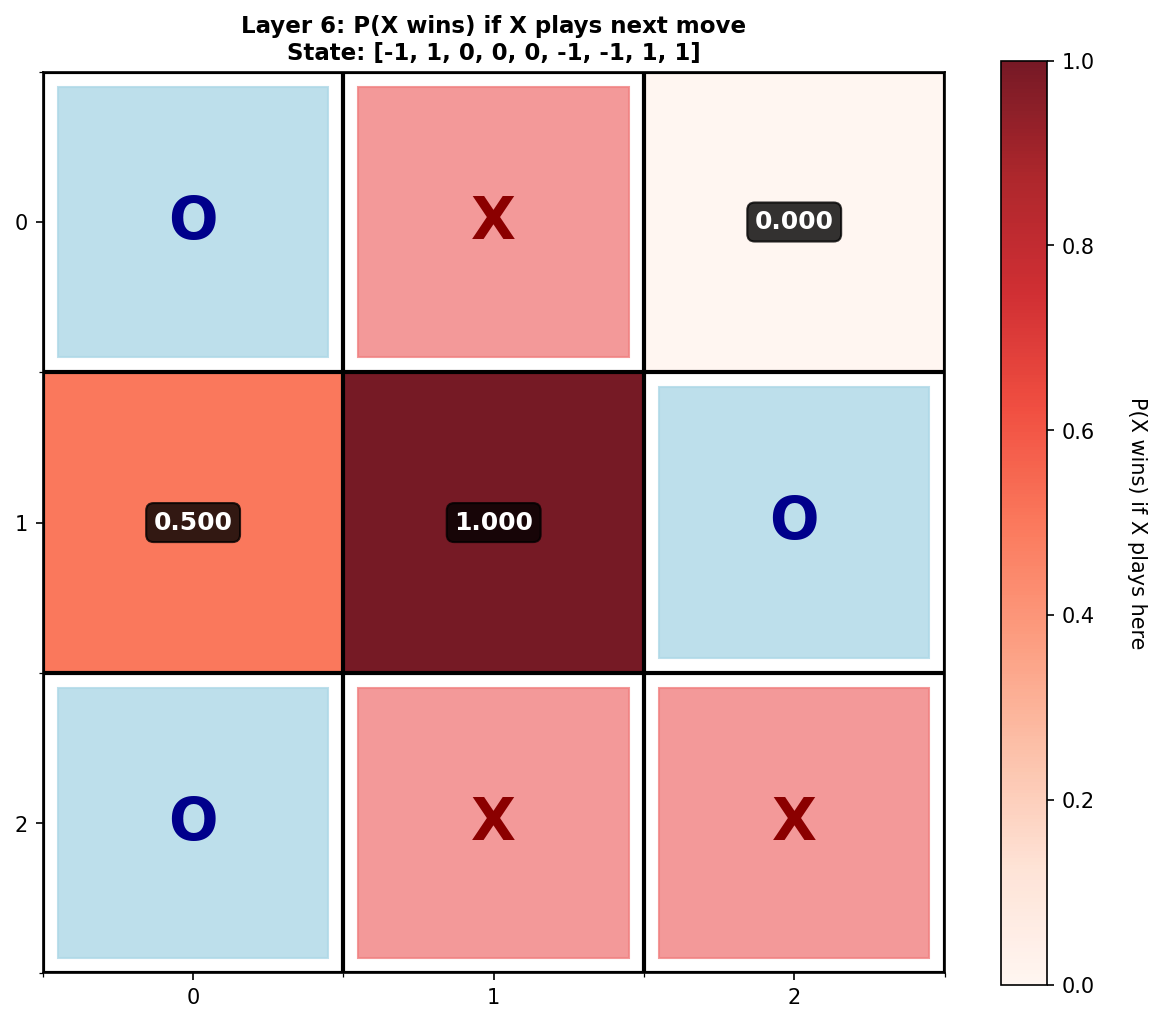 Layer 6: P(X wins) if X plays next move
State: [-1, 1, 0, 0, 0, -1, -1, 1, 1]
0
O
X
0.000
1
0.500
1.000
O
2
O
X
X
0
1
2
1.0
0.8
0.6
0.4
0.2
0.0
P(X wins) if X plays here